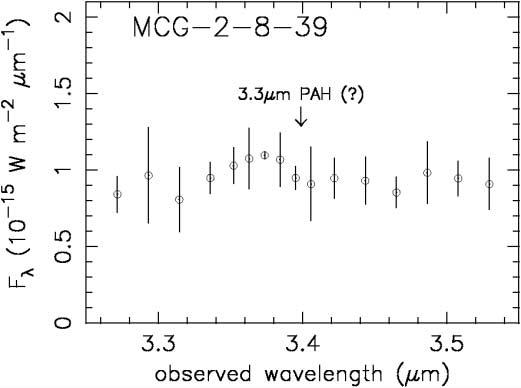 MCG−2−8−39
3.3μm PAH (?)
2
1.5
1
0.5
0
F_λ (10^−15 W m^−2 μm^−1)
3.3
3.4
3.5
observed wavelength (μm)